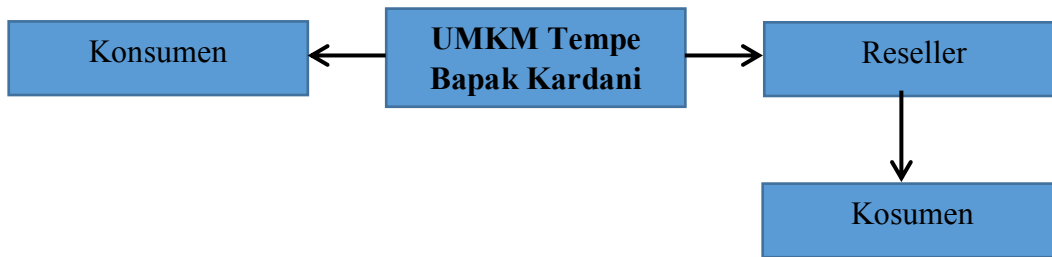 Konsumen
UMKM Tempe
Bapak Kardani
Reseller
Kosumen